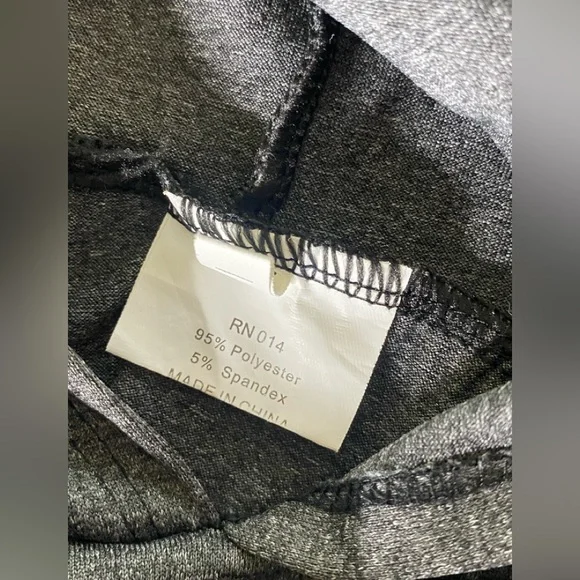 RN 014
95% Polyester
5% Spandex
MADE IN CHINA